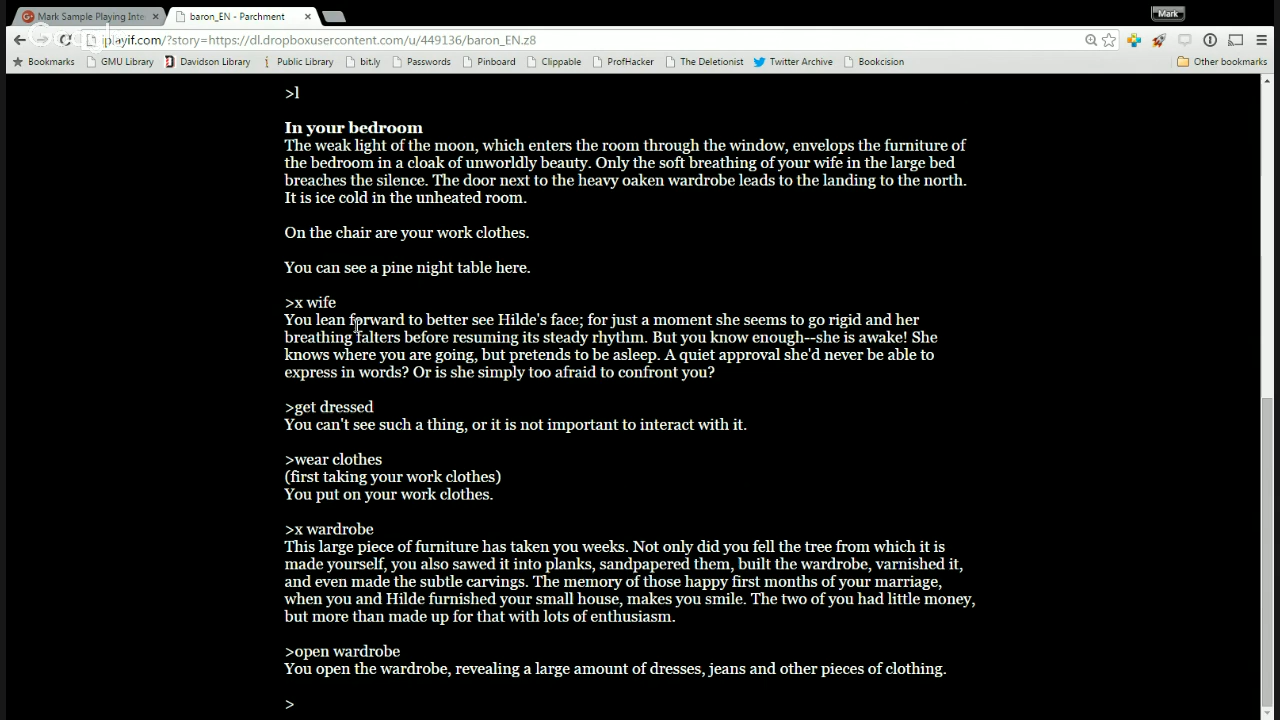 Mark Sample Playing Inte
baron_EN - Parchment
Mark
iplayif.com/?story=https://dl.dropboxusercontent.com/u/449136/baron_EN.z8
Bookmarks GMU Library Davidson Library Public Library bit.ly Passwords Pinboard Clippable ProfHacker The Deletionist Twitter Archive Bookcision Other bookmarks
>l
In your bedroom
The weak light of the moon, which enters the room through the window, envelops the furniture of
the bedroom in a cloak of unworldly beauty. Only the soft breathing of your wife in the large bed
breaches the silence. The door next to the heavy oaken wardrobe leads to the landing to the north.
It is ice cold in the unheated room.
On the chair are your work clothes.
You can see a pine night table here.
>x wife
You lean forward to better see Hilde's face; for just a moment she seems to go rigid and her
breathing falters before resuming its steady rhythm. But you know enough--she is awake! She
knows where you are going, but pretends to be asleep. A quiet approval she'd never be able to
express in words? Or is she simply too afraid to confront you?
>get dressed
You can't see such a thing, or it is not important to interact with it.
>wear clothes
(first taking your work clothes)
You put on your work clothes.
>x wardrobe
This large piece of furniture has taken you weeks. Not only did you fell the tree from which it is
made yourself, you also sawed it into planks, sandpapered them, built the wardrobe, varnished it,
and even made the subtle carvings. The memory of those happy first months of your marriage,
when you and Hilde furnished your small house, makes you smile. The two of you had little money,
but more than made up for that with lots of enthusiasm.
>open wardrobe
You open the wardrobe, revealing a large amount of dresses, jeans and other pieces of clothing.
>